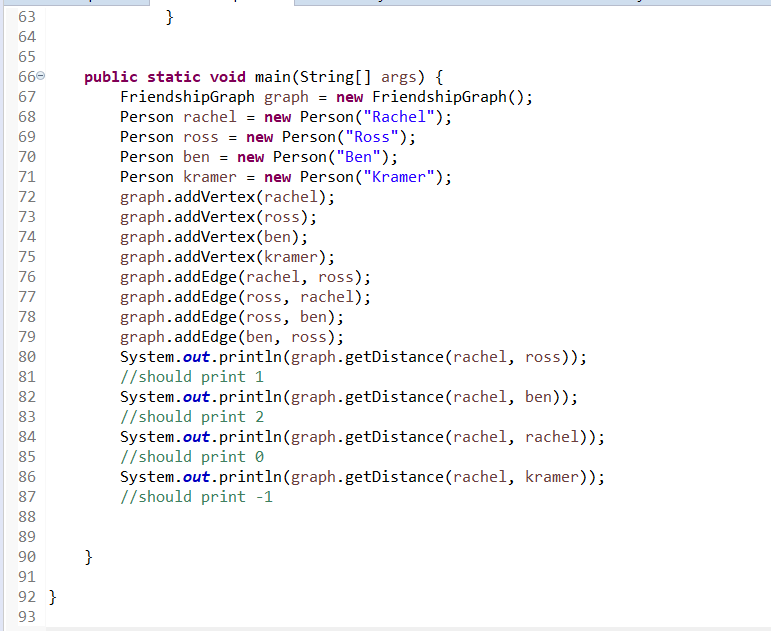 63 }
64
65
66 public static void main(String[] args) {
67 FriendshipGraph graph = new FriendshipGraph();
68 Person rachel = new Person("Rachel");
69 Person ross = new Person("Ross");
70 Person ben = new Person("Ben");
71 Person kramer = new Person("Kramer");
72 graph.addVertex(rachel);
73 graph.addVertex(ross);
74 graph.addVertex(ben);
75 graph.addVertex(kramer);
76 graph.addEdge(rachel, ross);
77 graph.addEdge(ross, rachel);
78 graph.addEdge(ross, ben);
79 graph.addEdge(ben, ross);
80 System.out.println(graph.getDistance(rachel, ross));
81 //should print 1
82 System.out.println(graph.getDistance(rachel, ben));
83 //should print 2
84 System.out.println(graph.getDistance(rachel, rachel));
85 //should print 0
86 System.out.println(graph.getDistance(rachel, kramer));
87 //should print -1
88
89
90 }
91
92 }
93